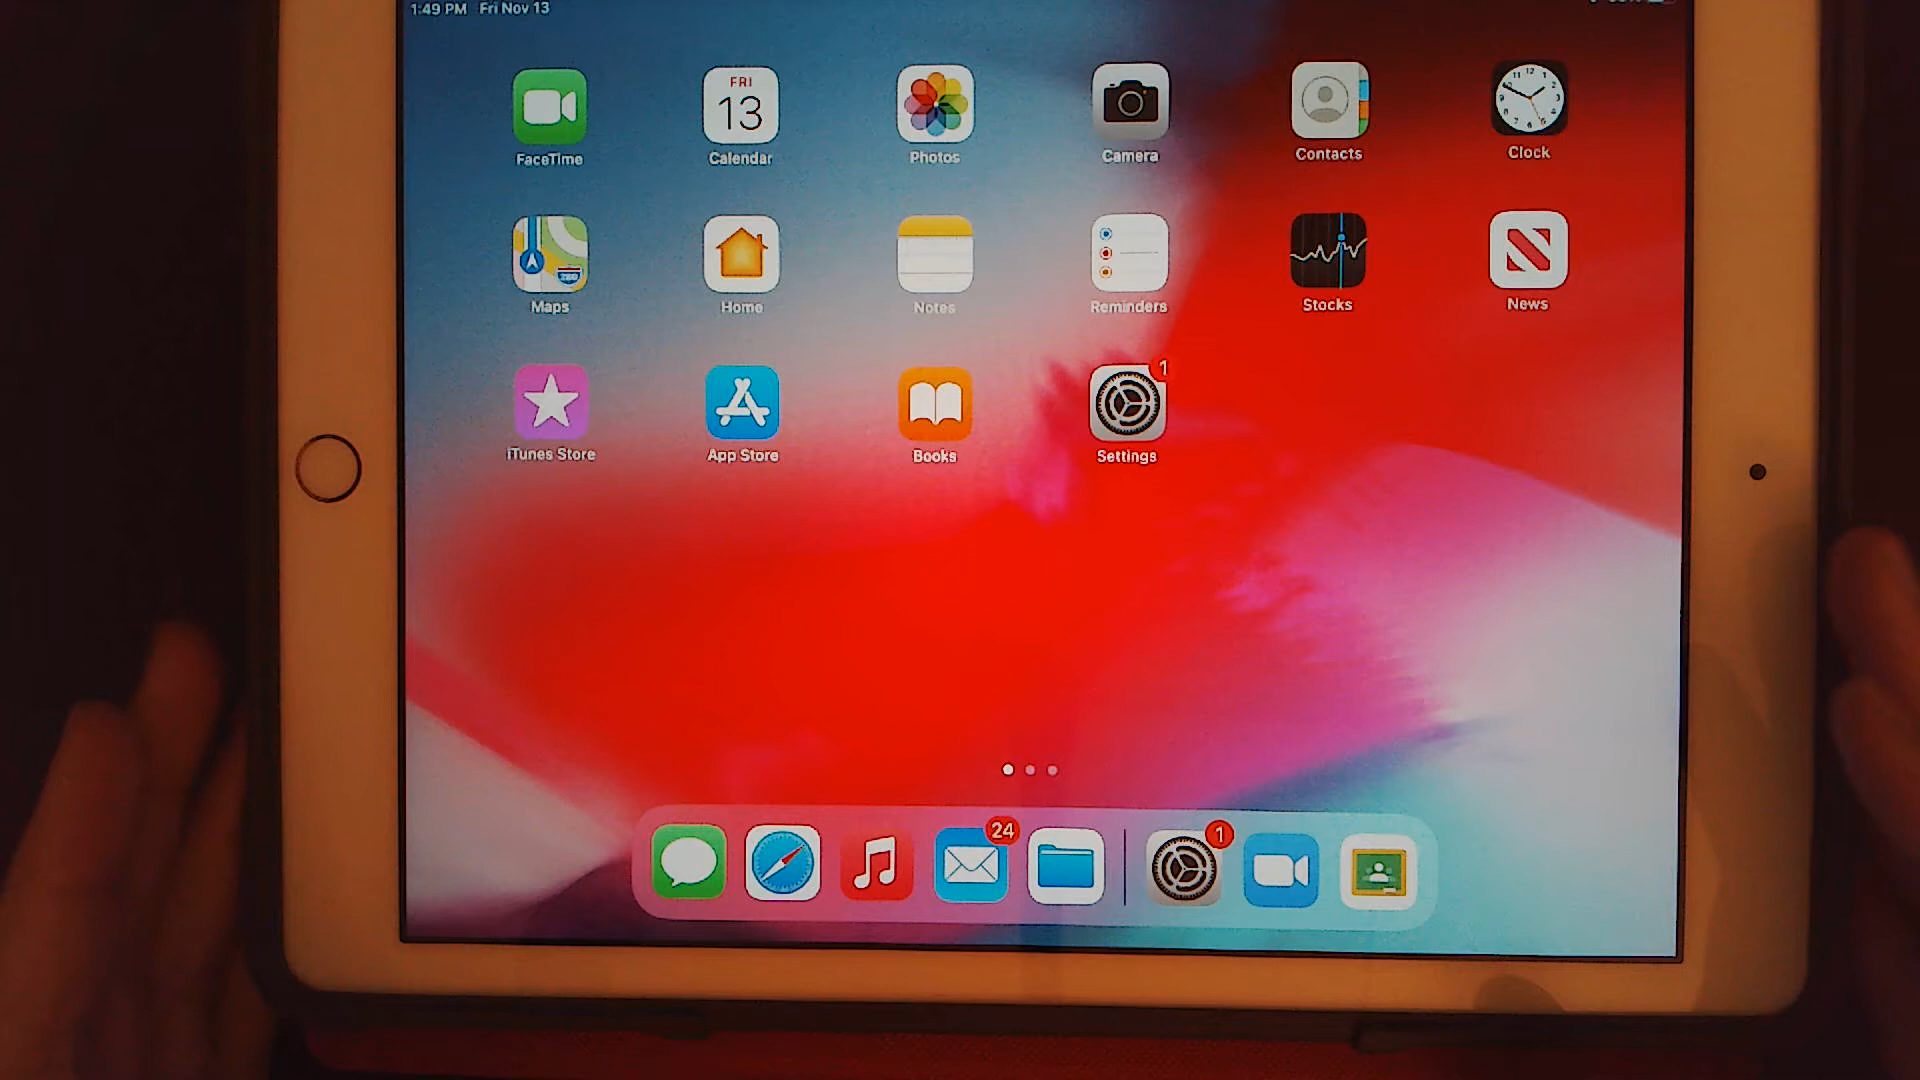 1:49 PM Fri Nov 13
FRI
13
FaceTime Calendar Photos Camera Contacts Clock
280
Maps Home Notes Reminders Stocks News
1
iTunes Store App Store Books Settings
24 1